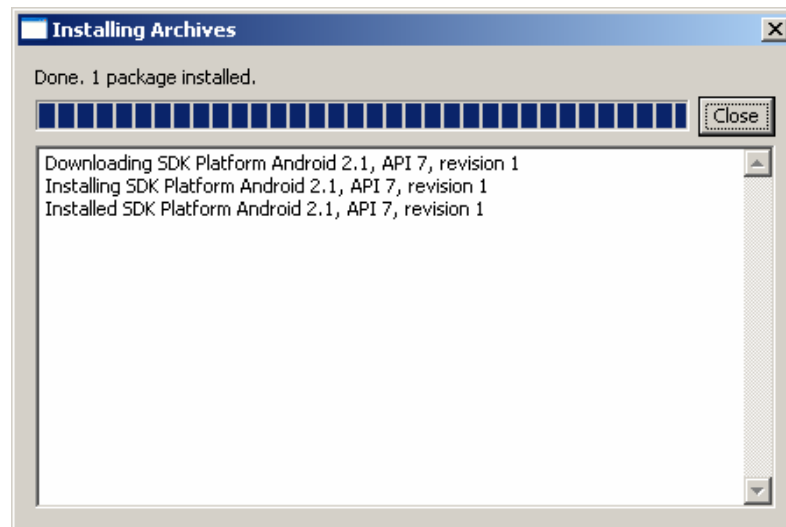 Installing Archives
Done. 1 package installed.
Close
Downloading SDK Platform Android 2.1, API 7, revision 1
Installing SDK Platform Android 2.1, API 7, revision 1
Installed SDK Platform Android 2.1, API 7, revision 1